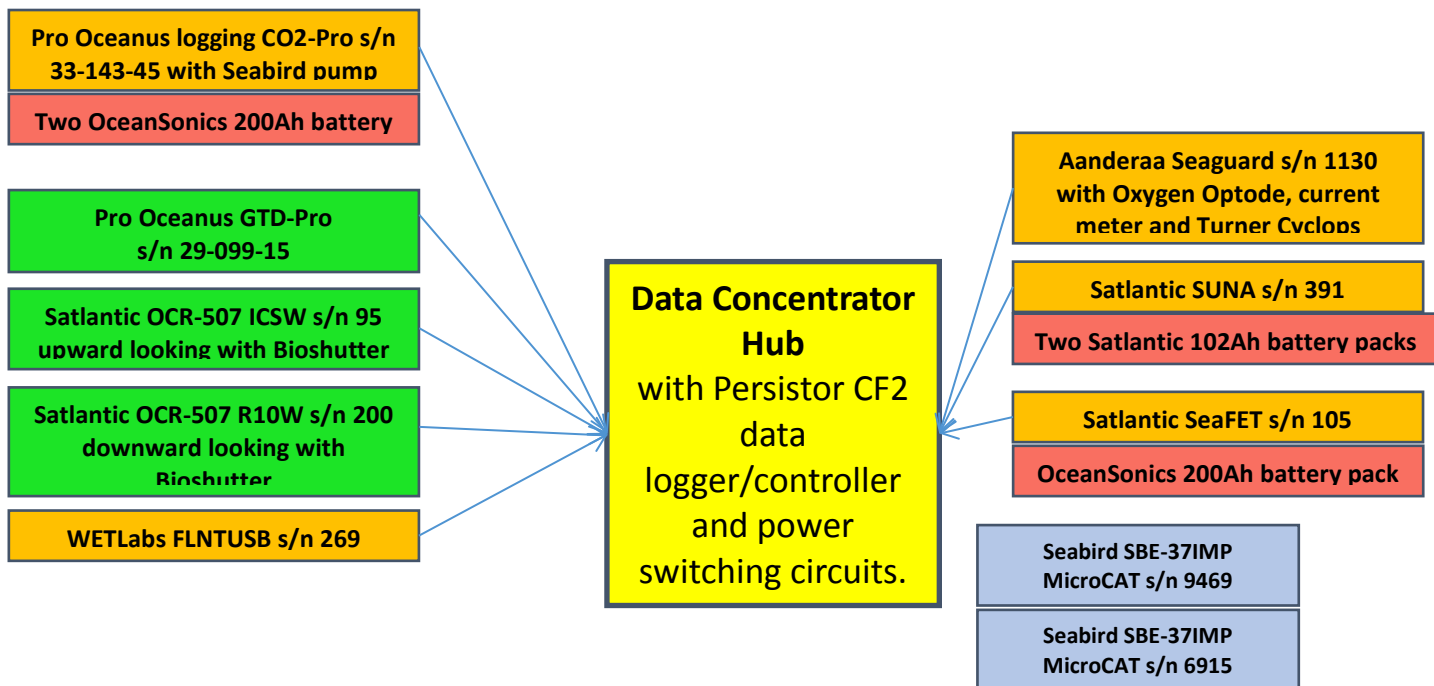 Pro Oceanus logging CO2-Pro s/n
33-143-45 with Seabird pump
Two OceanSonics 200Ah battery
Pro Oceanus GTD-Pro
s/n 29-099-15
Satlantic OCR-507 ICSW s/n 95
upward looking with Bioshutter
Satlantic OCR-507 R10W s/n 200
downward looking with
Bioshutter
WETLabs FLNTUSB s/n 269
Data Concentrator
Hub
with Persistor CF2
data
logger/controller
and power
switching circuits.
Aanderaa Seaguard s/n 1130
with Oxygen Optode, current
meter and Turner Cyclops
Satlantic SUNA s/n 391
Two Satlantic 102Ah battery packs
Satlantic SeaFET s/n 105
OceanSonics 200Ah battery pack
Seabird SBE-37IMP
MicroCAT s/n 9469
Seabird SBE-37IMP
MicroCAT s/n 6915